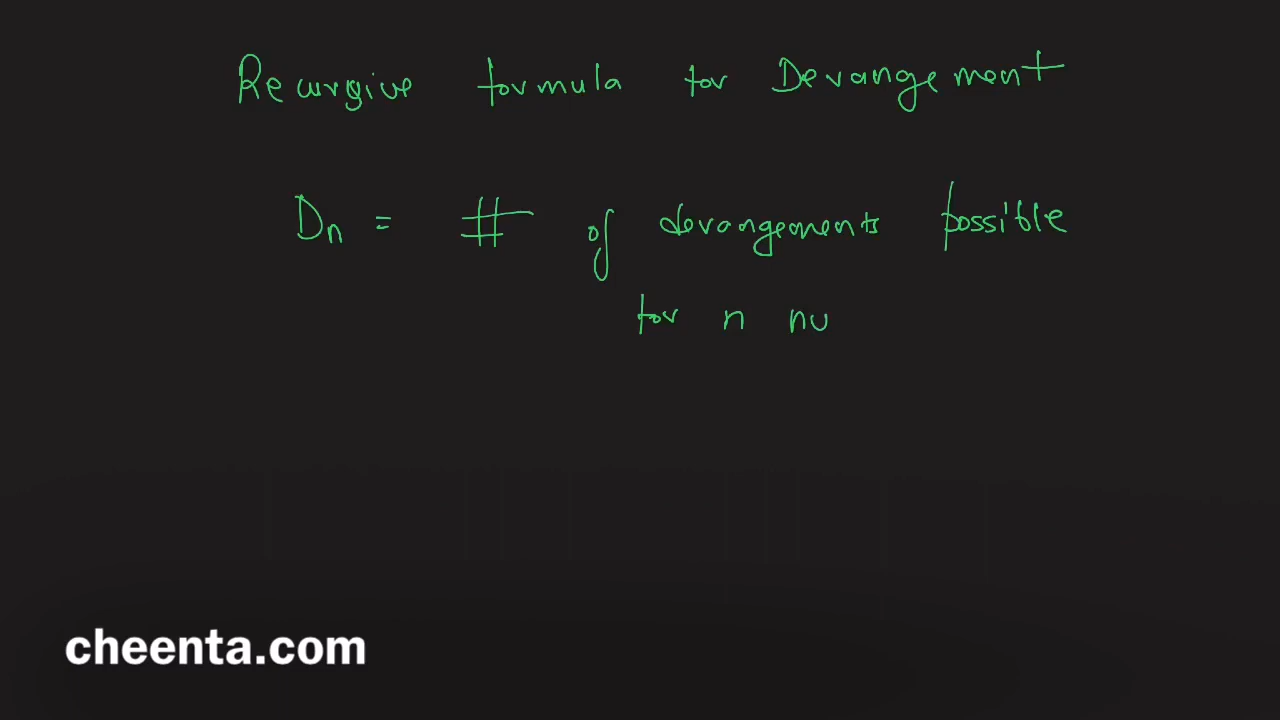 Recursive formula for Derangement
Dn = # of derangements possible
for n nu
cheenta.com